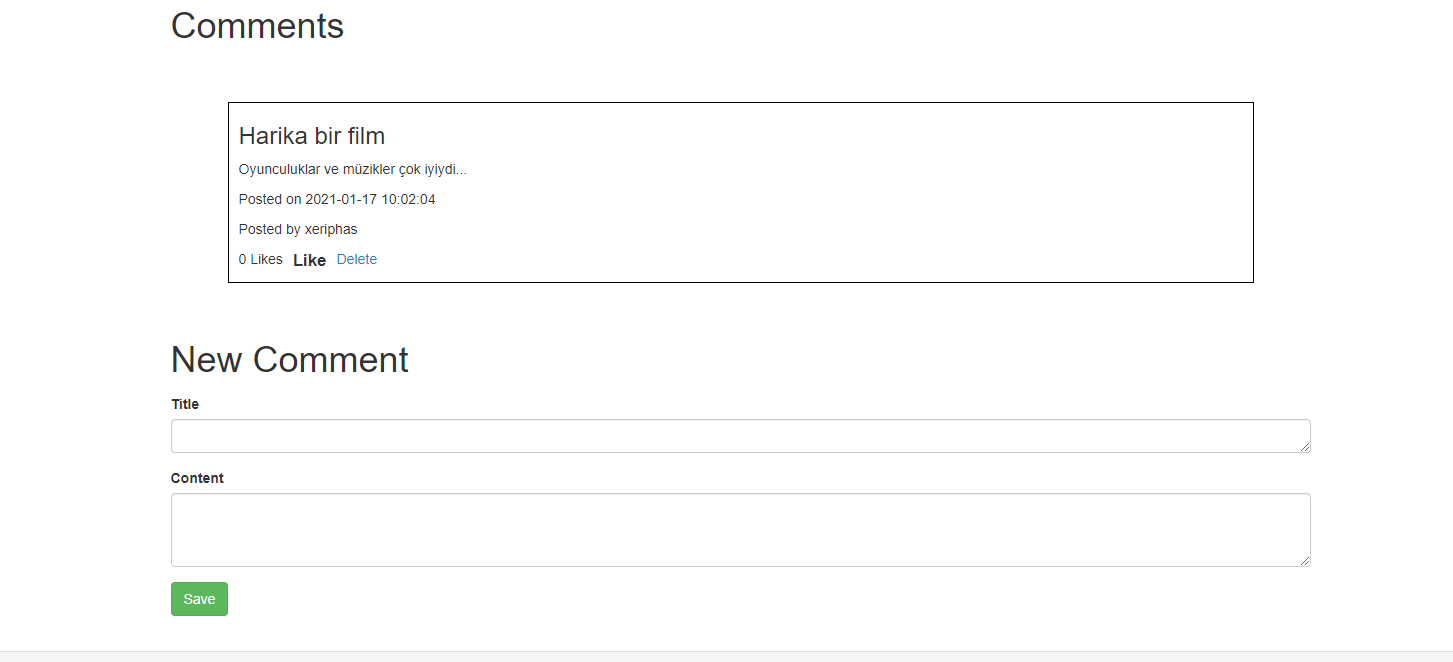 Comments
Harika bir film
Oyunculuklar ve müzikler çok iyiydi...
Posted on 2021-01-17 10:02:04
Posted by xeriphas
0 Likes Like Delete
New Comment
Title
Content
Save